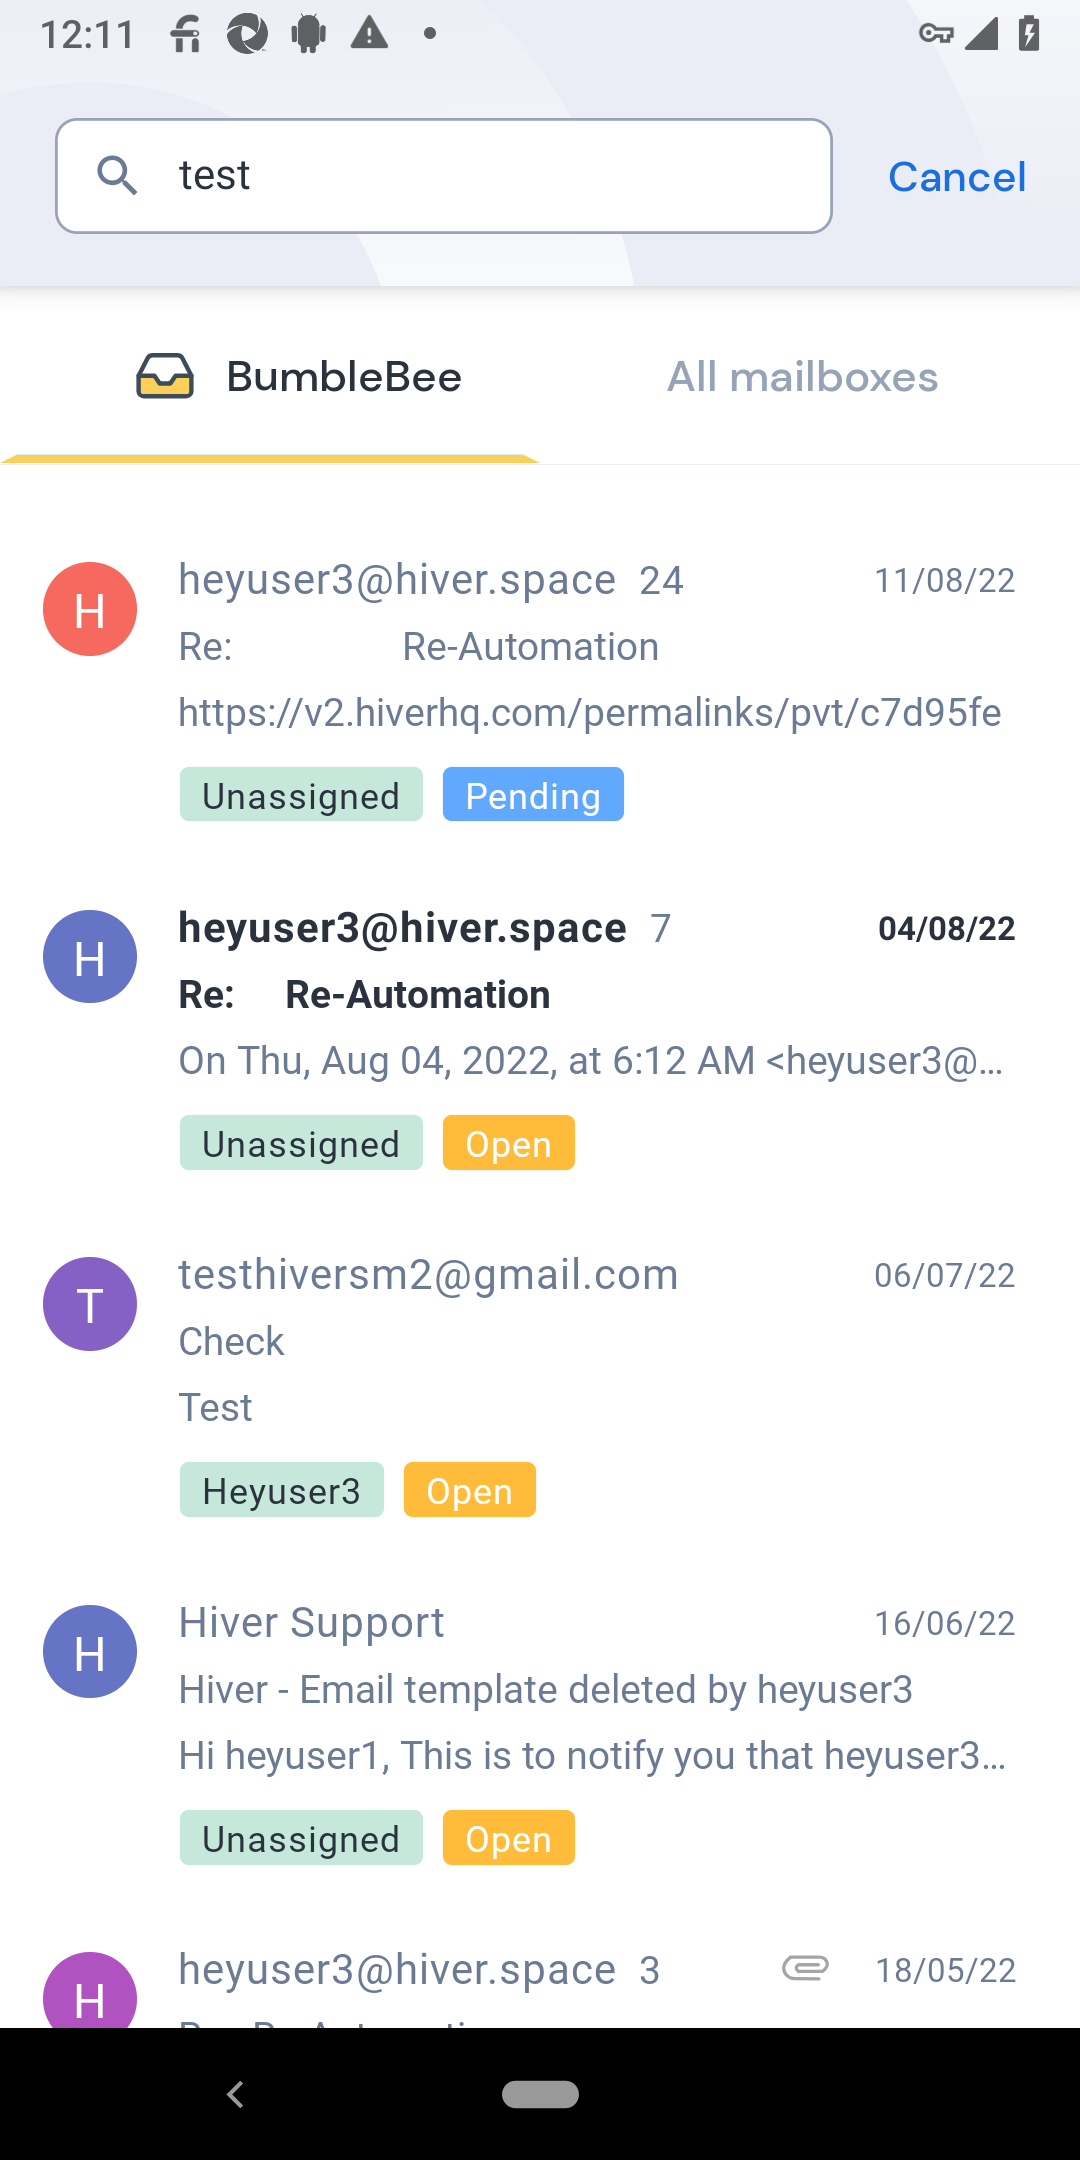 12:11
test
Cancel
BumbleBee
All mailboxes
H
heyuser3@hiver.space 24 11/08/22
Re: Re-Automation
https://v2.hiverhq.com/permalinks/pvt/c7d95fe
Unassigned Pending
H
heyuser3@hiver.space 7 04/08/22
Re: Re-Automation
On Thu, Aug 04, 2022, at 6:12 AM <heyuser3@...
Unassigned Open
T
testhiversm2@gmail.com 06/07/22
Check
Test
Heyuser3 Open
H
Hiver Support 16/06/22
Hiver - Email template deleted by heyuser3
Hi heyuser1, This is to notify you that heyuser3...
Unassigned Open
H
heyuser3@hiver.space 3 18/05/22